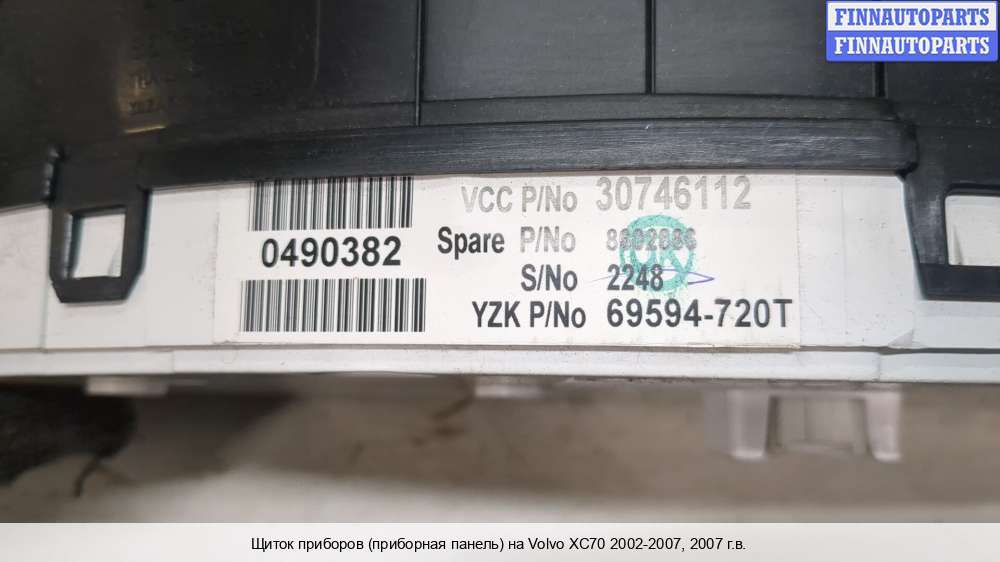 FINNAUTOPARTS
FINNAUTOPARTS
VCC P/No 30746112
0490382
Spare P/No
S/No 2248
YZK P/No 69594-720T
Щиток приборов (приборная панель) на Volvo XC70 2002-2007, 2007 г.в.